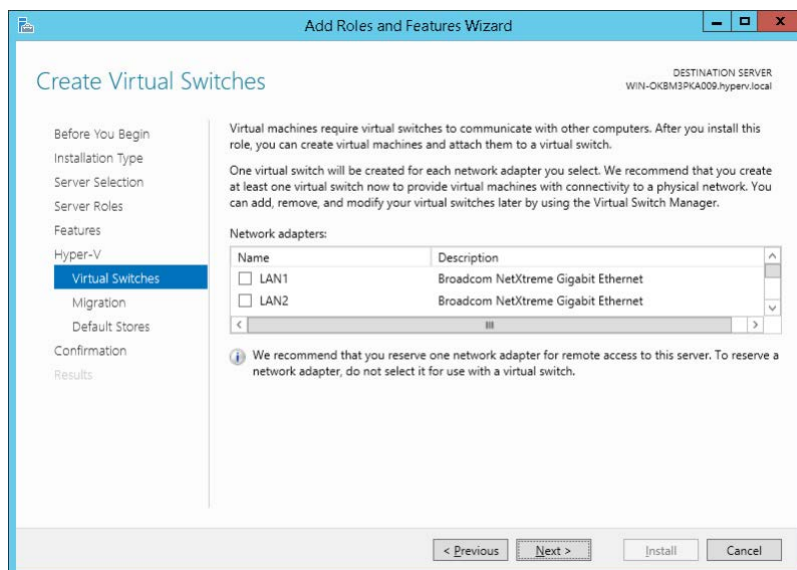 Add Roles and Features Wizard
Create Virtual Switches
DESTINATION SERVER
WIN-OKBM3PKA009.hyperv.local
Before You Begin
Installation Type
Server Selection
Server Roles
Features
Hyper-V
Virtual Switches
Migration
Default Stores
Confirmation
Results
Virtual machines require virtual switches to communicate with other computers. After you install this
role, you can create virtual machines and attach them to a virtual switch.
One virtual switch will be created for each network adapter you select. We recommend that you create
at least one virtual switch now to provide virtual machines with connectivity to a physical network. You
can add, remove, and modify your virtual switches later by using the Virtual Switch Manager.
Network adapters:
Name Description
LAN1 Broadcom NetXtreme Gigabit Ethernet
LAN2 Broadcom NetXtreme Gigabit Ethernet
We recommend that you reserve one network adapter for remote access to this server. To reserve a
network adapter, do not select it for use with a virtual switch.
< Previous Next > Install Cancel